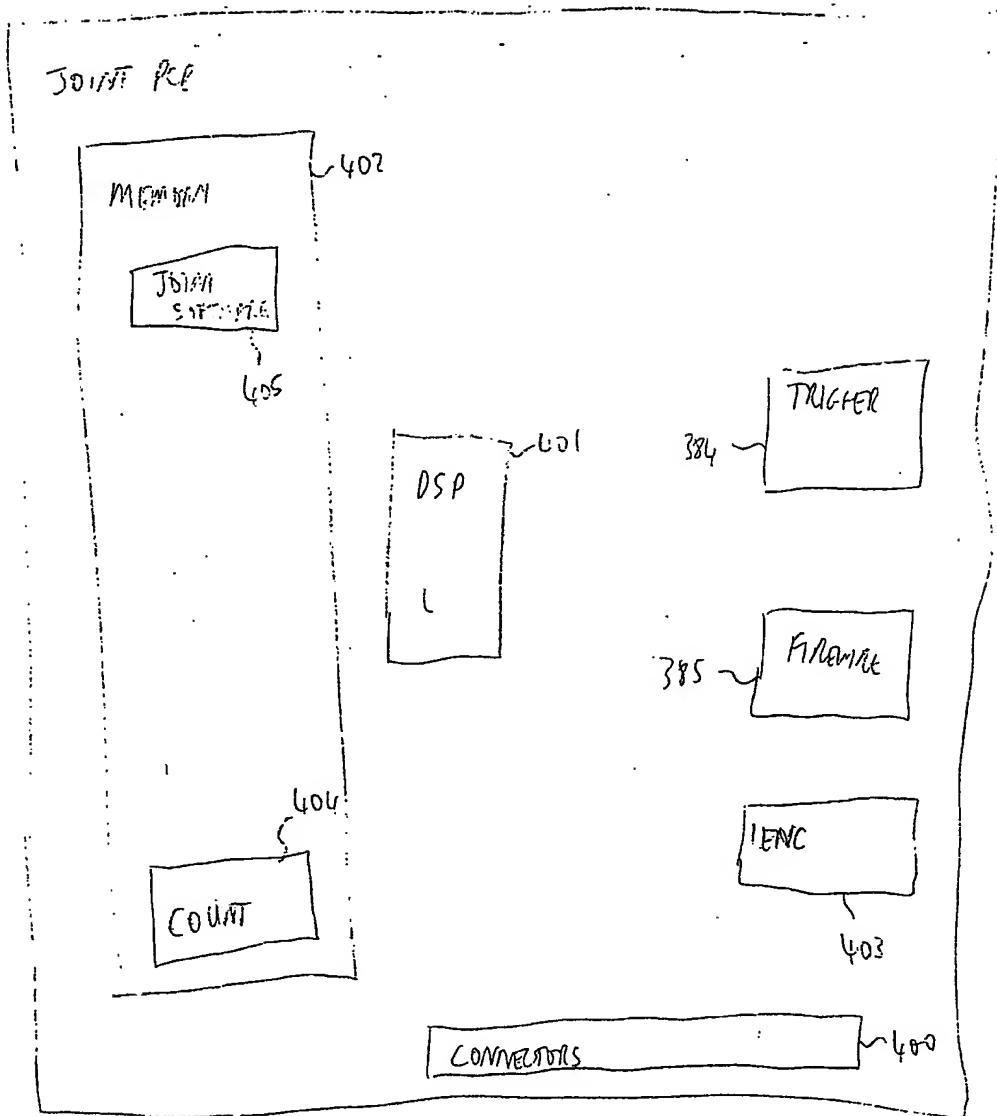 JOINT PCB
402
MEMORY
JOINT
SOFTWARE
405
401
DSP
384
TRIGGER
385
FIREWIRE
404
COUNT
ENC
403
CONNECTORS
400